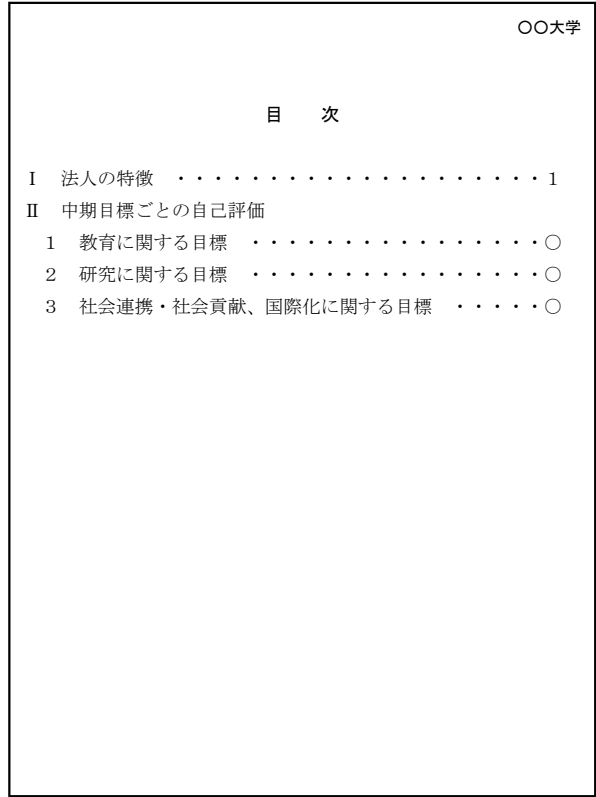 ○○大学
目　次
Ⅰ　法人の特徴　・・・・・・・・・・・・・・・・・・・・１
Ⅱ　中期目標ごとの自己評価
１　教育に関する目標　・・・・・・・・・・・・・・・・○
２　研究に関する目標　・・・・・・・・・・・・・・・・○
３　社会連携・社会貢献、国際化に関する目標　・・・・・○